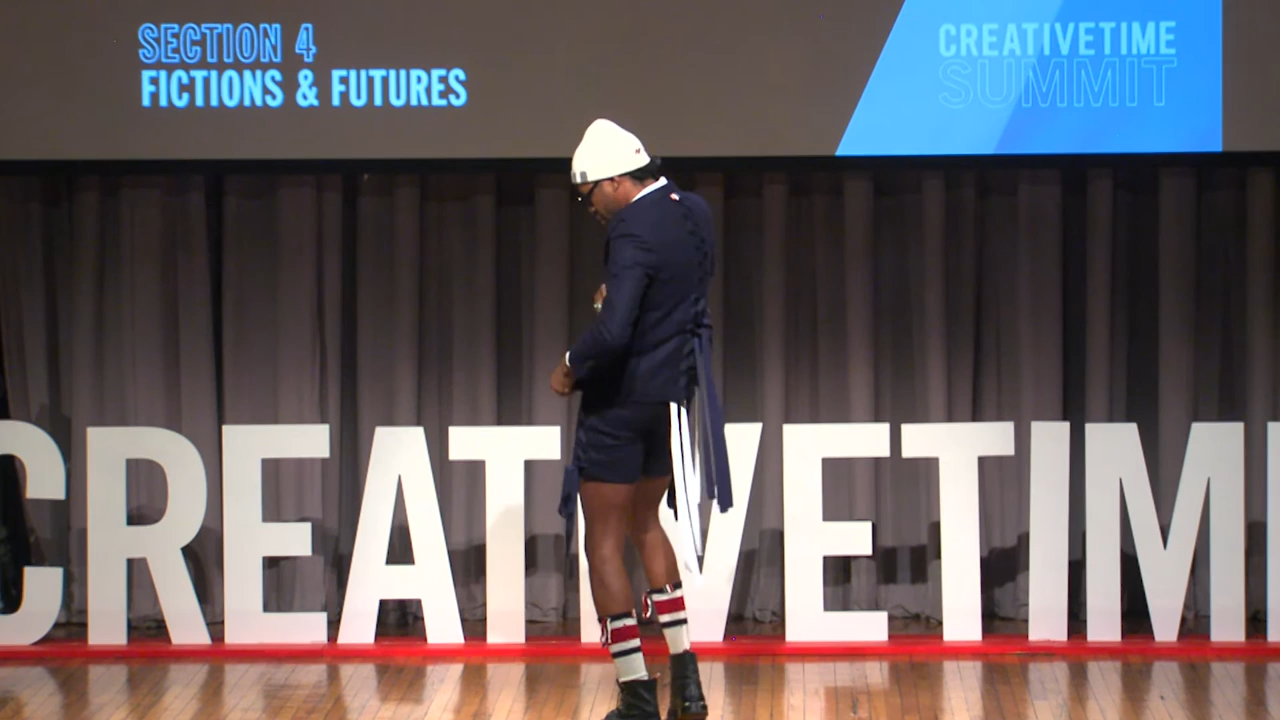 SECTION 4
FICTIONS & FUTURES
CREATIVETIME
SUMMIT
CREATIVETIM